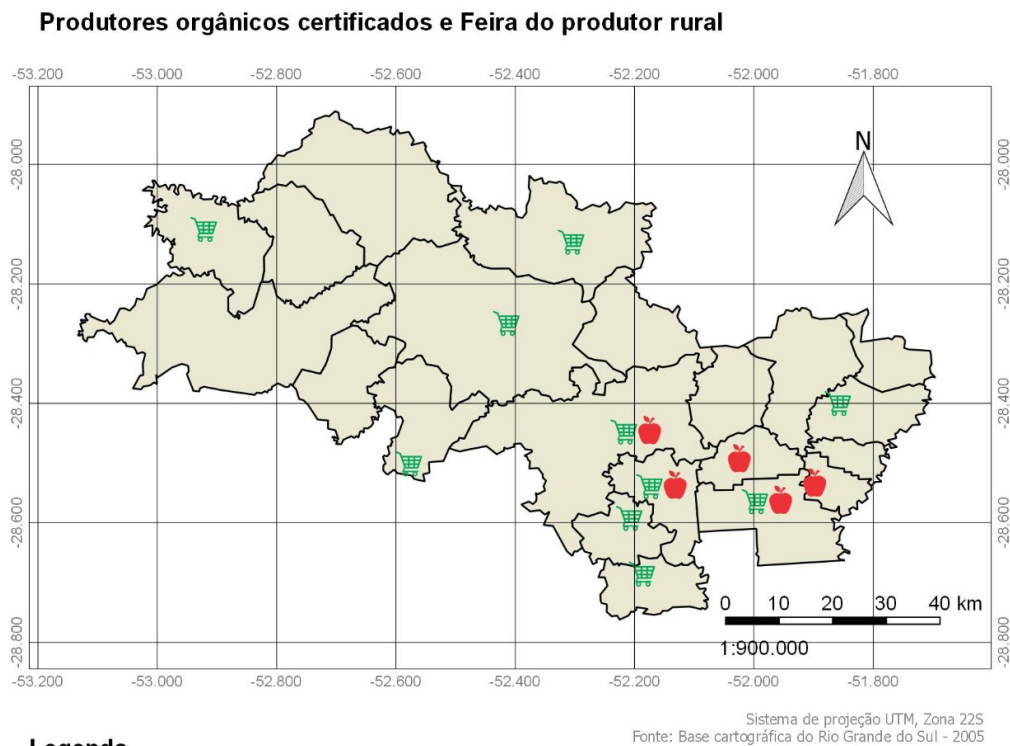 Produtores orgânicos certificados e Feira do produtor rural
-53.200 -53.000 -52.800 -52.600 -52.400 -52.200 -52.000 -51.800
-28.000 -28.000
N
-28.200 -28.200
-28.400 -28.400
-28.600 -28.600
0 10 20 30 40 km
1:900.000
-28.800 -28.800
-53.200 -53.000 -52.800 -52.600 -52.400 -52.200 -52.000 -51.800
Sistema de projeção UTM, Zona 22S
Fonte: Base cartográfica do Rio Grande do Sul - 2005
Legenda